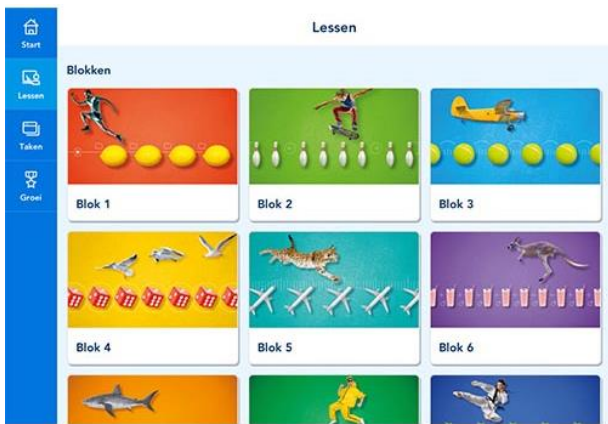 Start
Lessen
Taken
Groei
Lessen
Blokken
Blok 1
Blok 2
Blok 3
Blok 4
Blok 5
Blok 6